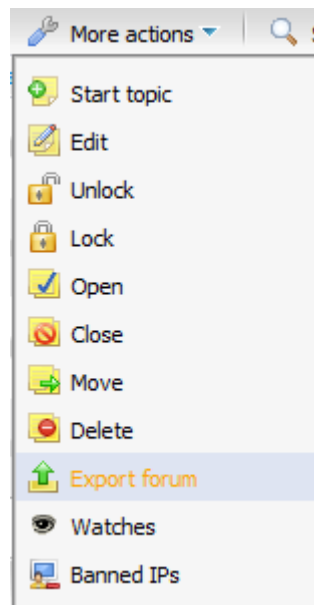 More actions
Start topic
Edit
Unlock
Lock
Open
Close
Move
Delete
Export forum
Watches
Banned IPs